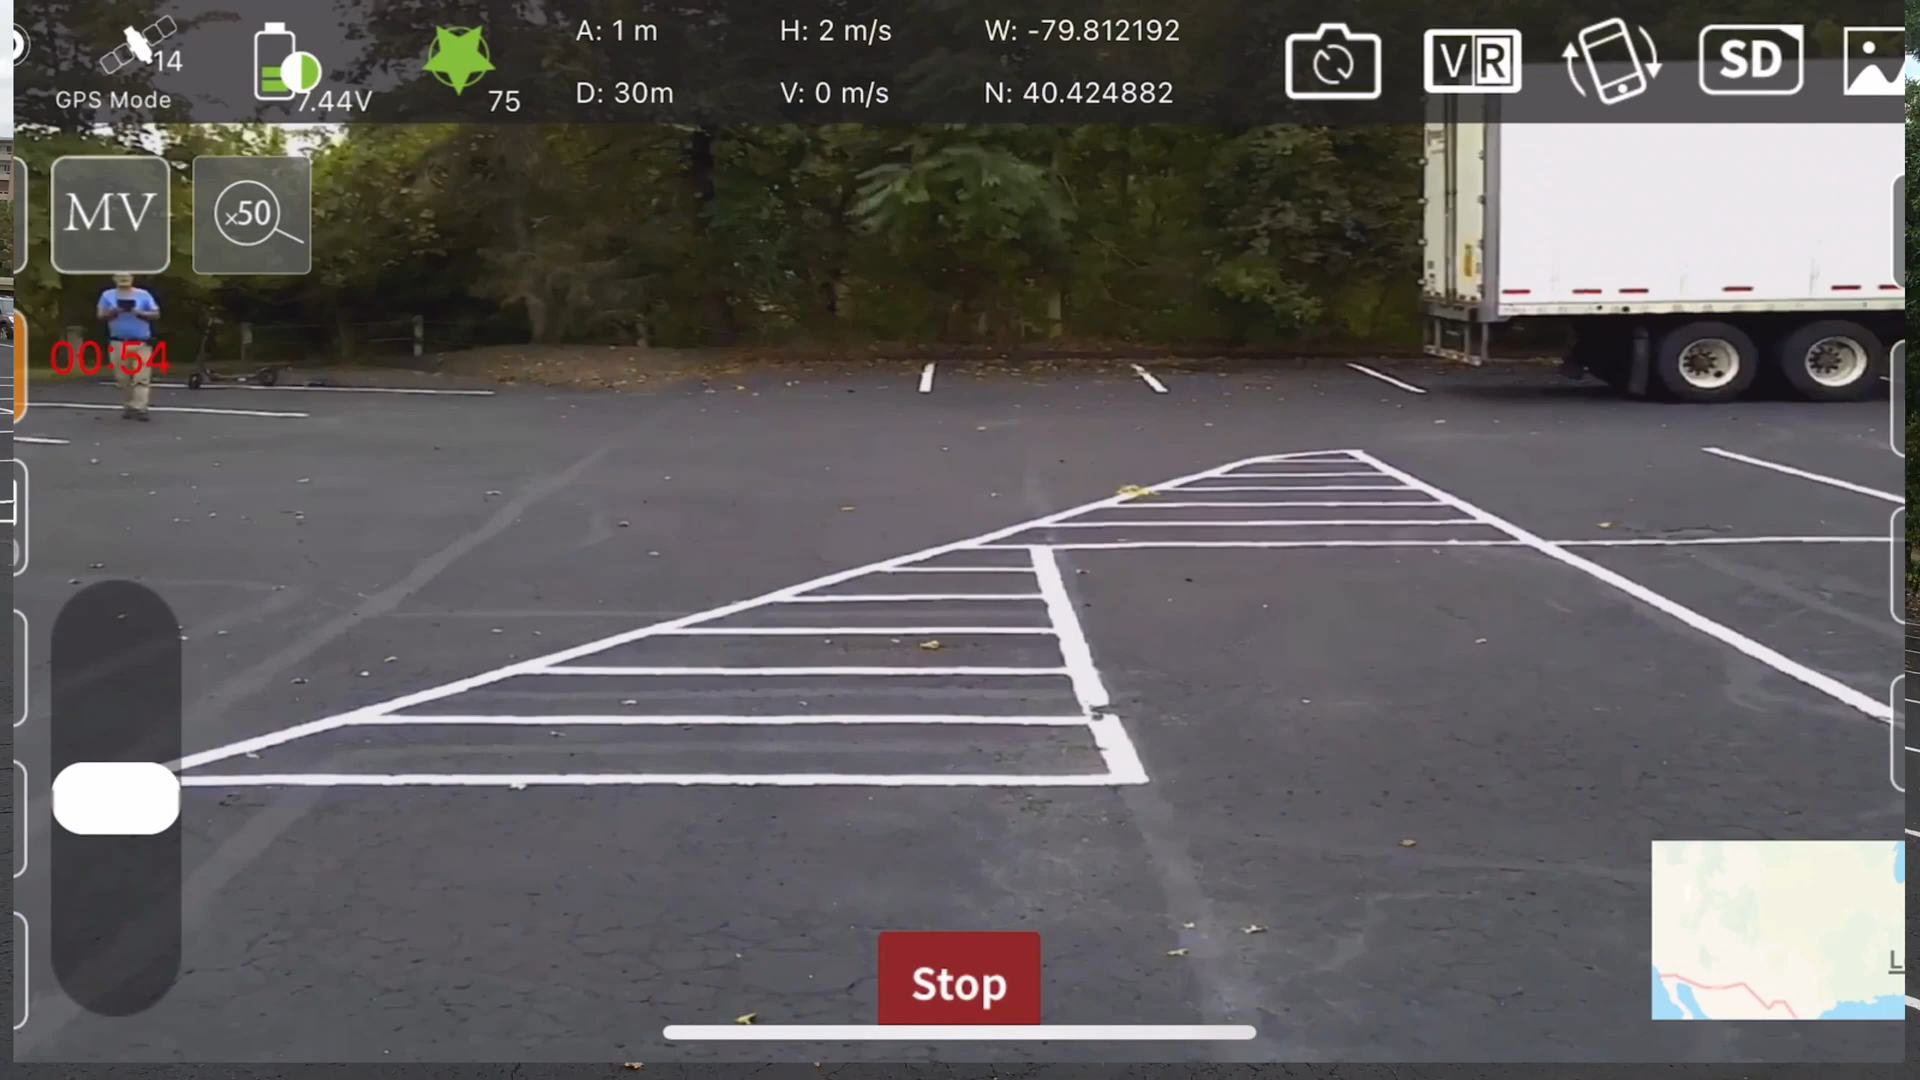 14
GPS Mode
7.44V
75
A: 1 m
D: 30m
H: 2 m/s
V: 0 m/s
W: -79.812192
N: 40.424882
VR
SD
MV
x50
00:54
Stop